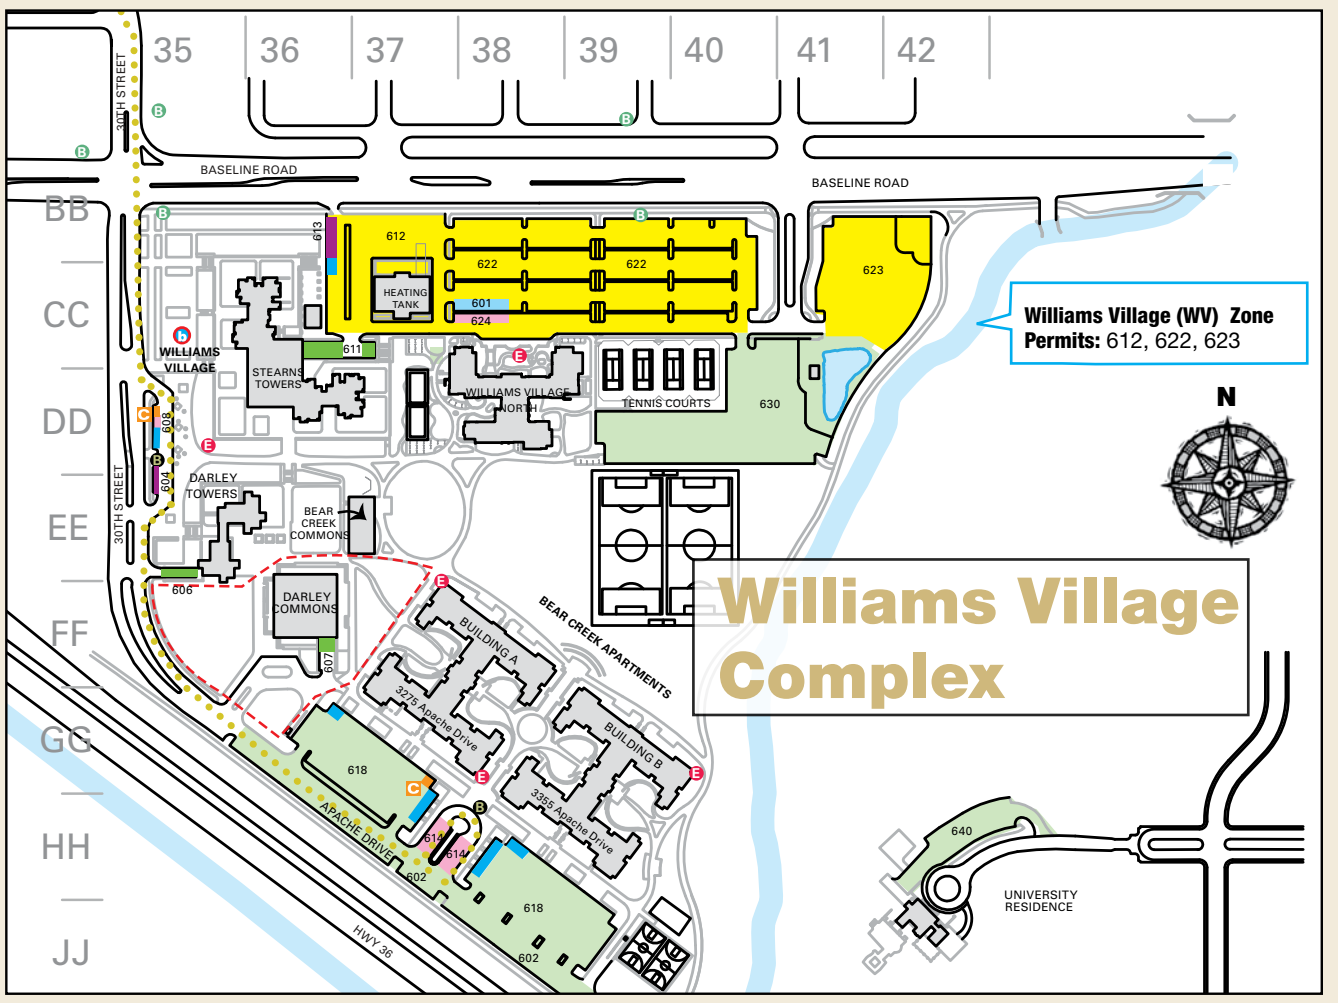 35 36 37 38 39 40 41 42
30TH STREET
B
B
B
BASELINE ROAD
BASELINE ROAD
BB
B
B
613
612
622
622
623
HEATING
TANK
601
624
CC
Williams Village (WV) Zone
Permits: 612, 622, 623
b
WILLIAMS
VILLAGE
611
E
STEARNS
TOWERS
WILLIAMS VILLAGE
NORTH
TENNIS COURTS
630
N
DD
C
608
E
B
604
30TH STREET
DARLEY
TOWERS
BEAR
CREEK
COMMONS
EE
606
E
DARLEY
COMMONS
607
FF
BUILDING A
3275 Apache Drive
BEAR CREEK APARTMENTS
Williams Village
Complex
BUILDING B
3355 Apache Drive
GG
618
E
E
C
B
APACHE DRIVE
614
614
HH
602
618
602
640
UNIVERSITY
RESIDENCE
HWY 36
JJ